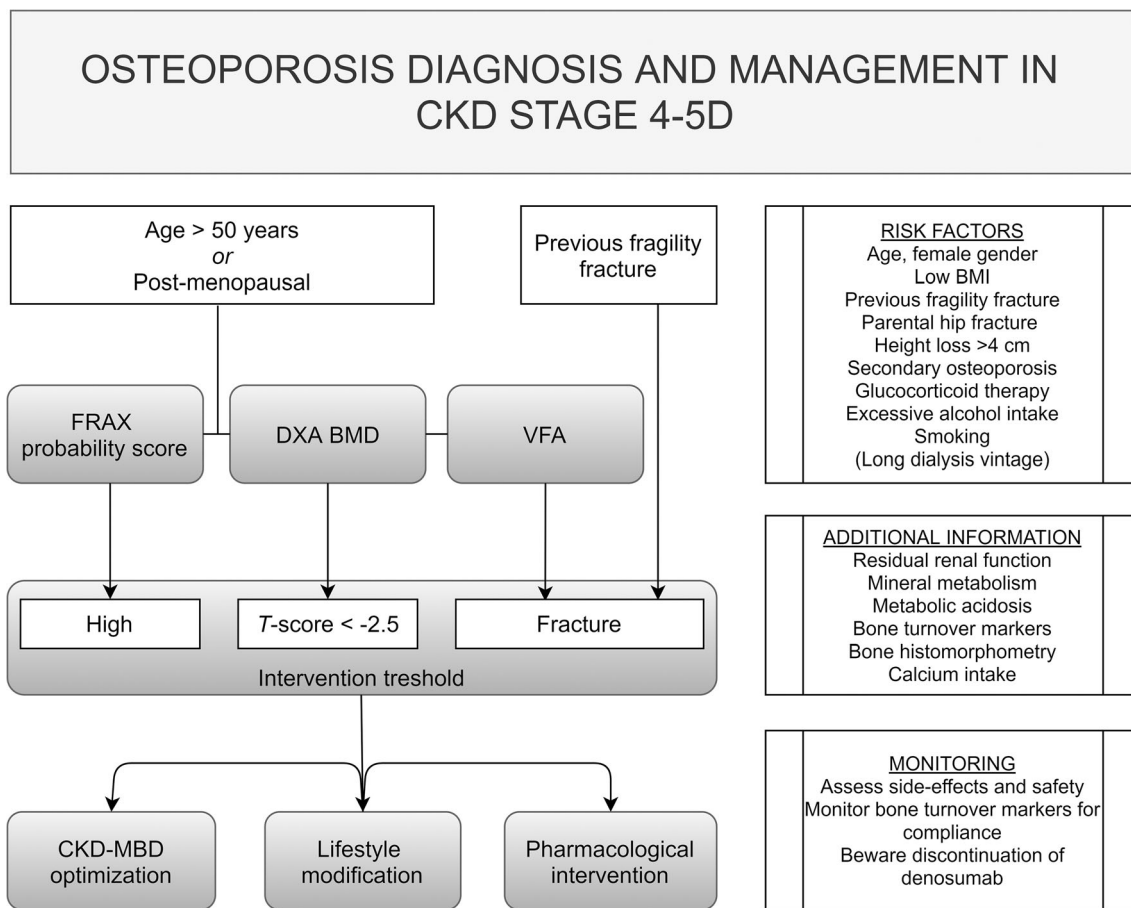 OSTEOPOROSIS DIAGNOSIS AND MANAGEMENT IN
CKD STAGE 4-5D
Age > 50 years
or
Post-menopausal
Previous fragility
fracture
FRAX
probability score
DXA BMD
VFA
High
T-score < -2.5
Fracture
Intervention treshold
CKD-MBD
optimization
Lifestyle
modification
Pharmacological
intervention
RISK FACTORS
Age, female gender
Low BMI
Previous fragility fracture
Parental hip fracture
Height loss >4 cm
Secondary osteoporosis
Glucocorticoid therapy
Excessive alcohol intake
Smoking
(Long dialysis vintage)
ADDITIONAL INFORMATION
Residual renal function
Mineral metabolism
Metabolic acidosis
Bone turnover markers
Bone histomorphometry
Calcium intake
MONITORING
Assess side-effects and safety
Monitor bone turnover markers for
compliance
Beware discontinuation of
denosumab